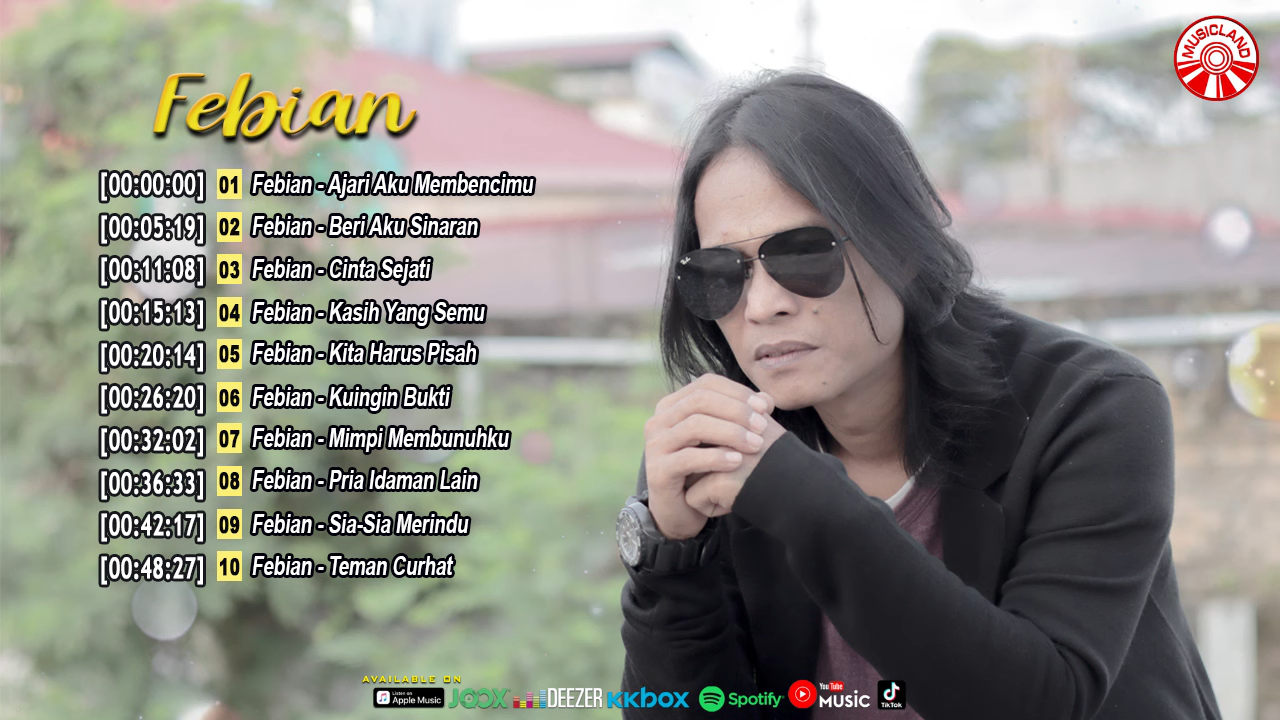 MUSICLAND
Febian
[00:00:00] 01 Febian - Ajari Aku Membencimu
[00:05:19] 02 Febian - Beri Aku Sinaran
[00:11:08] 03 Febian - Cinta Sejati
[00:15:13] 04 Febian - Kasih Yang Semu
[00:20:14] 05 Febian - Kita Harus Pisah
[00:26:20] 06 Febian - Kuingin Bukti
[00:32:02] 07 Febian - Mimpi Membunuhku
[00:36:33] 08 Febian - Pria Idaman Lain
[00:42:17] 09 Febian - Sia-Sia Merindu
[00:48:27] 10 Febian - Teman Curhat
AVAILABLE ON
Listen on Apple Music JOOX DEEZER KKBOX Spotify YouTube MUSIC TikTok